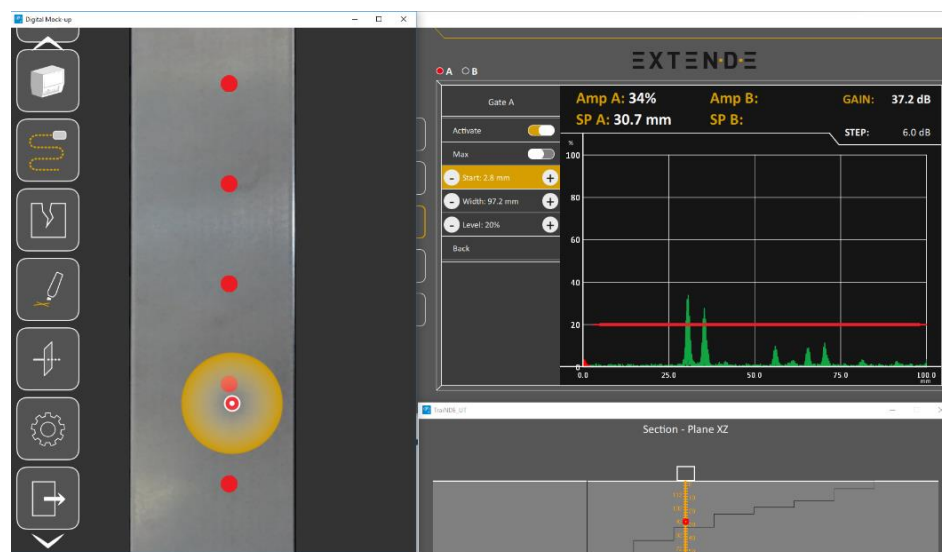 Digital Mock-up
EXTENDE
A B
Gate A
Activate
Max
- Start: 2.8 mm +
- Width: 97.2 mm +
- Level: 20% +
Back
Amp A: 34% Amp B: GAIN: 37.2 dB
SP A: 30.7 mm SP B: STEP: 6.0 dB
%
100
80
60
40
20
0
0.0 25.0 50.0 75.0 100.0
mm
TraiNDE_UT
Section - Plane XZ